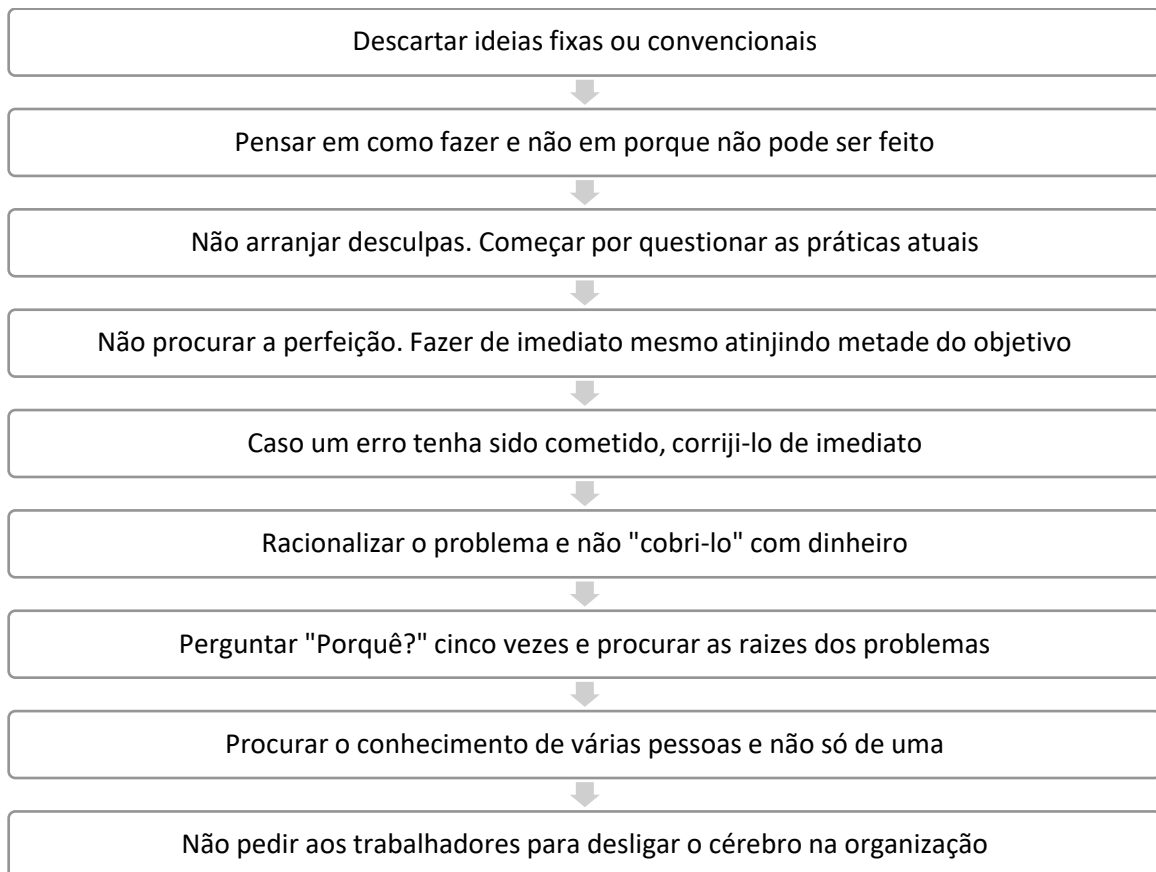 Descartar ideias fixas ou convencionais
Pensar em como fazer e não em porque não pode ser feito
Não arranjar desculpas. Começar por questionar as práticas atuais
Não procurar a perfeição. Fazer de imediato mesmo atinjindo metade do objetivo
Caso um erro tenha sido cometido, corriji-lo de imediato
Racionalizar o problema e não "cobri-lo" com dinheiro
Perguntar "Porquê?" cinco vezes e procurar as raizes dos problemas
Procurar o conhecimento de várias pessoas e não só de uma
Não pedir aos trabalhadores para desligar o cérebro na organização